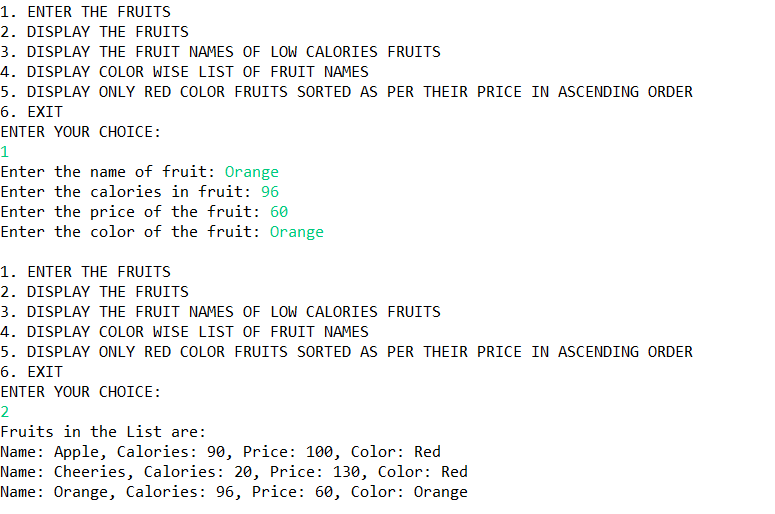 1. ENTER THE FRUITS
2. DISPLAY THE FRUITS
3. DISPLAY THE FRUIT NAMES OF LOW CALORIES FRUITS
4. DISPLAY COLOR WISE LIST OF FRUIT NAMES
5. DISPLAY ONLY RED COLOR FRUITS SORTED AS PER THEIR PRICE IN ASCENDING ORDER
6. EXIT
ENTER YOUR CHOICE:
1
Enter the name of fruit: Orange
Enter the calories in fruit: 96
Enter the price of the fruit: 60
Enter the color of the fruit: Orange

1. ENTER THE FRUITS
2. DISPLAY THE FRUITS
3. DISPLAY THE FRUIT NAMES OF LOW CALORIES FRUITS
4. DISPLAY COLOR WISE LIST OF FRUIT NAMES
5. DISPLAY ONLY RED COLOR FRUITS SORTED AS PER THEIR PRICE IN ASCENDING ORDER
6. EXIT
ENTER YOUR CHOICE:
2
Fruits in the List are:
Name: Apple, Calories: 90, Price: 100, Color: Red
Name: Cheeries, Calories: 20, Price: 130, Color: Red
Name: Orange, Calories: 96, Price: 60, Color: Orange